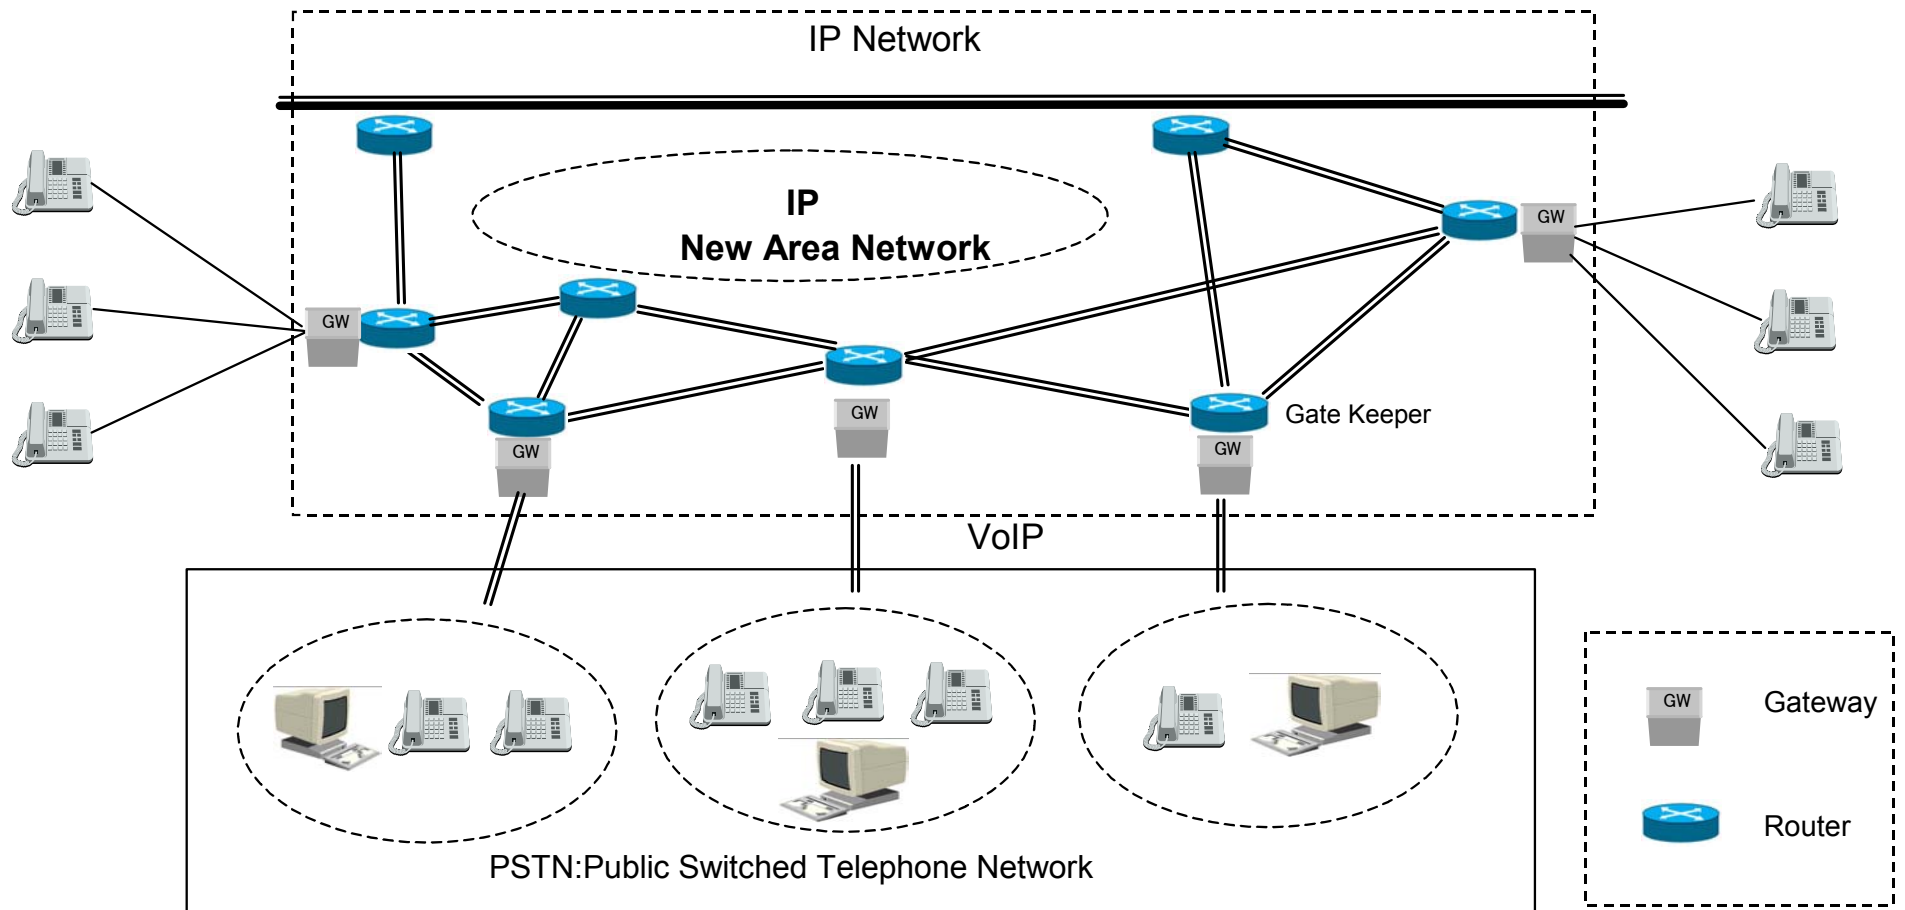 IP Network
IP
New Area Network
GW
GW
GW
GW
Gate Keeper
GW
GW
VoIP
GW
Gateway
Router
PSTN:Public Switched Telephone Network